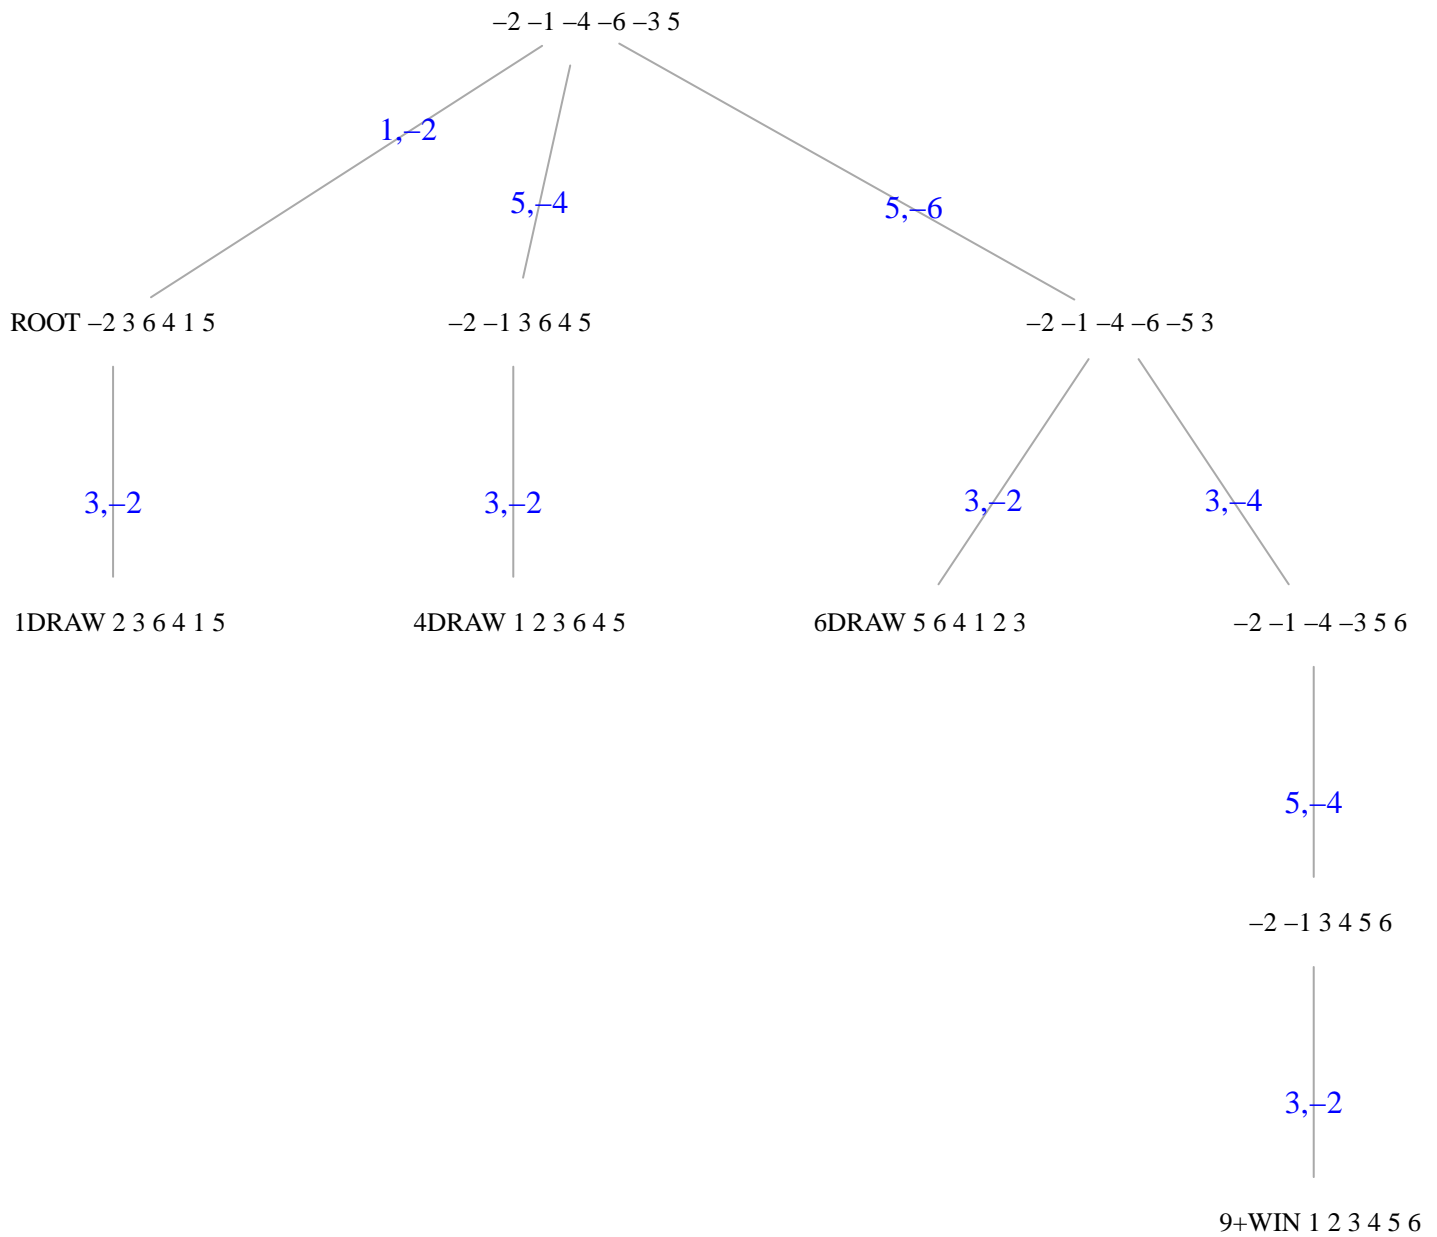 –2 –1 –4 –6 –3 5
1,–2
5,–4
5,–6
ROOT –2 3 6 4 1 5
–2 –1 3 6 4 5
–2 –1 –4 –6 –5 3
3,–2
3,–2
3,–2
3,–4
1DRAW 2 3 6 4 1 5
4DRAW 1 2 3 6 4 5
6DRAW 5 6 4 1 2 3
–2 –1 –4 –3 5 6
5,–4
–2 –1 3 4 5 6
3,–2
9+WIN 1 2 3 4 5 6